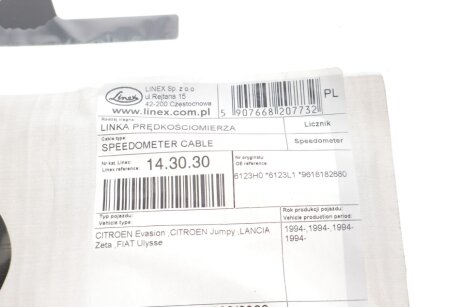 Linex
LINEX Sp. z o.o
ul Rejtana 15
42-200 Częstochowa
www.linex.com.pl
5 907668 207732
PL
Rodzaj cięgna:
LINKA PRĘDKOŚCIOMIERZA
Licznik
Cable type:
SPEEDOMETER CABLE
Speedometer
Nr kat. Linex:
Linex reference:
14.30.30
Nr oryginału
OE reference
6123H0 *6123L1 *9616182680
Typ pojazdu:
Vehicle type
Rok produkcji pojazdu:
Vehicle production period:
CITROEN Evasion ,CITROEN Jumpy ,LANCIA
Zeta ,FIAT Ulysse
1994-,1994-,1994-
1994-